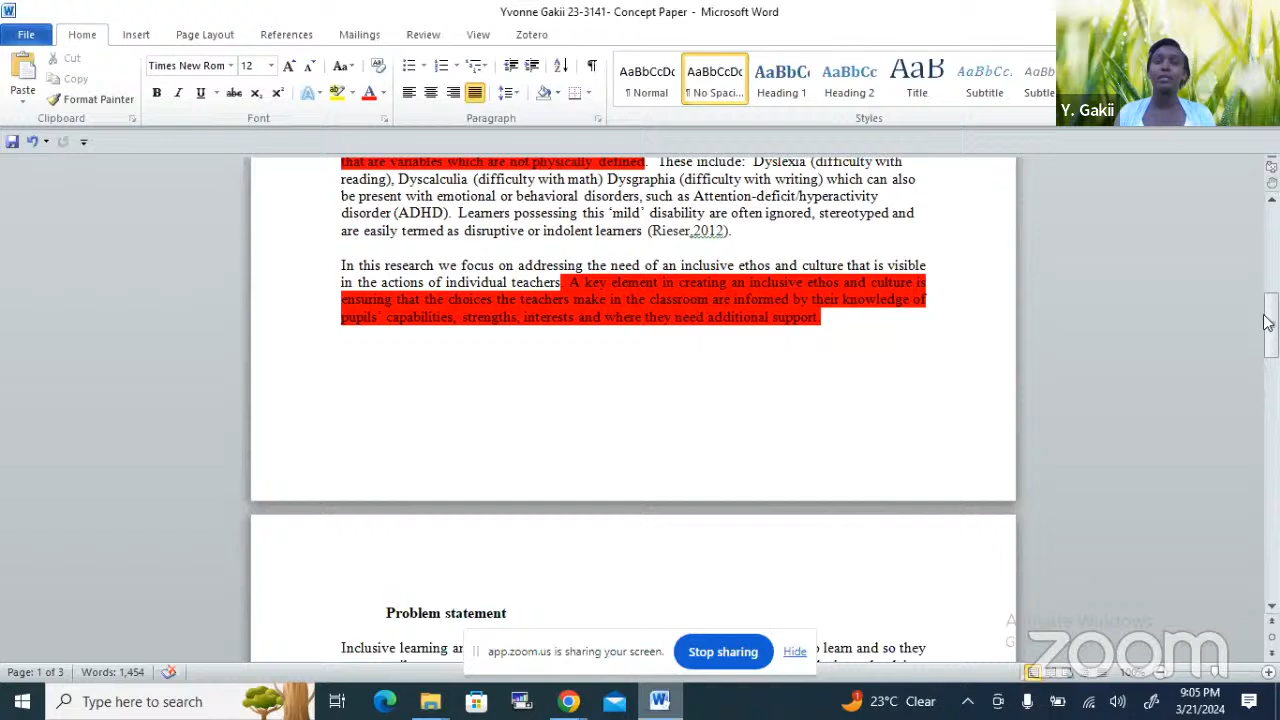 Yvonne Gakii 23-3141- Concept Paper - Microsoft Word
File Home Insert Page Layout References Mailings Review View Zotero
Cut
Copy
Paste
Format Painter
Clipboard
Times New Rom 12
Font
Paragraph
AaBbCcDc AaBbCcDc AaBbC AaBbCc AaB AaBbCc. AaBb
¶ Normal ¶ No Spaci... Heading 1 Heading 2 Title Subtitle
Styles
Y. Gakii
that are variables which are not physically defined. These include: Dyslexia (difficulty with
reading), Dyscalculia (difficulty with math) Dysgraphia (difficulty with writing) which can also
be present with emotional or behavioral disorders, such as Attention-deficit/hyperactivity
disorder (ADHD). Learners possessing this ‘mild’ disability are often ignored, stereotyped and
are easily termed as disruptive or indolent learners (Rieser,2012).
In this research we focus on addressing the need of an inclusive ethos and culture that is visible
in the actions of individual teachers. A key element in creating an inclusive ethos and culture is
ensuring that the choices the teachers make in the classroom are informed by their knowledge of
pupils’ capabilities, strengths, interests and where they need additional support.
Problem statement
Inclusive learning
learn and so they
app.zoom.us is sharing your screen. Stop sharing Hide
Activate Windows
zoom
Page: 1 of 3 Words: 1,454
100%
Type here to search
23°C Clear
9:05 PM
3/21/2024